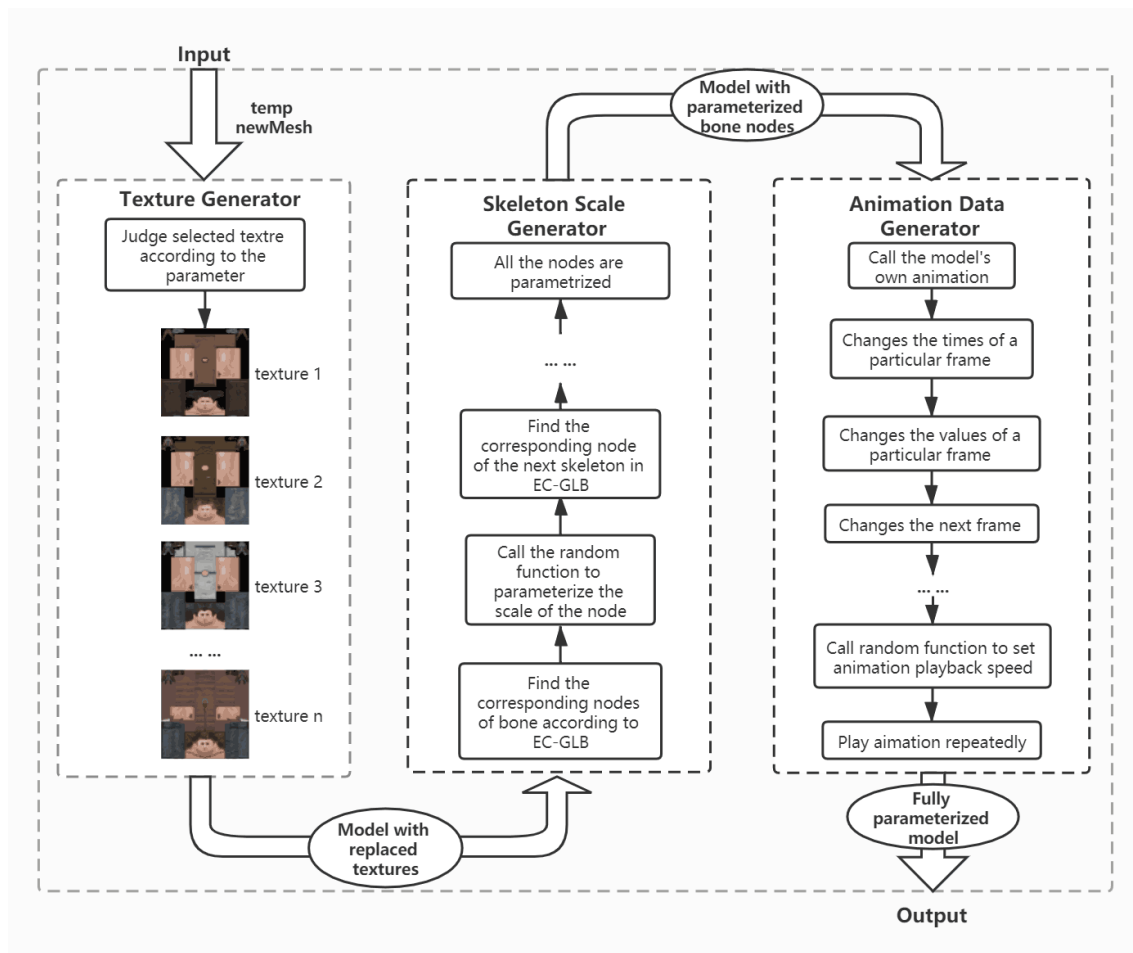 Input
temp
newMesh
Texture Generator
Judge selected textre
according to the
parameter
texture 1
texture 2
texture 3
... ...
texture n
Model with
replaced
textures
Skeleton Scale
Generator
All the nodes are
parametrized
... ...
Find the
corresponding node
of the next skeleton in
EC-GLB
Call the random
function to
parameterize the
scale of the node
Find the
corresponding nodes
of bone according to
EC-GLB
Model with
parameterized
bone nodes
Animation Data
Generator
Call the model's
own animation
Changes the times of a
particular frame
Changes the values of a
particular frame
Changes the next frame
... ...
Call random function to set
animation playback speed
Play aimation repeatedly
Fully
parameterized
model
Output